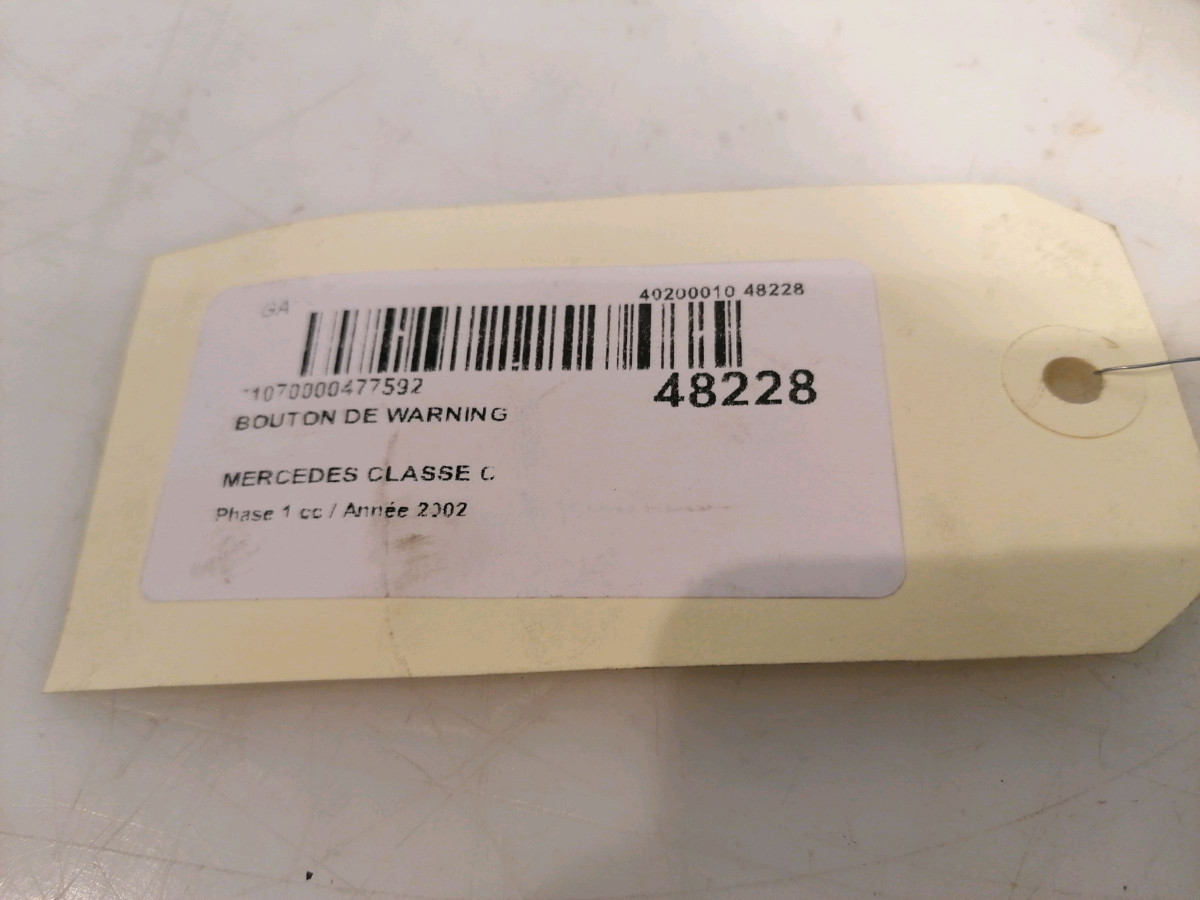 GA
40200010 48228
1070000477592
48228
BOUTON DE WARNING
MERCEDES CLASSE C
Phase 1 cc / Année 2002